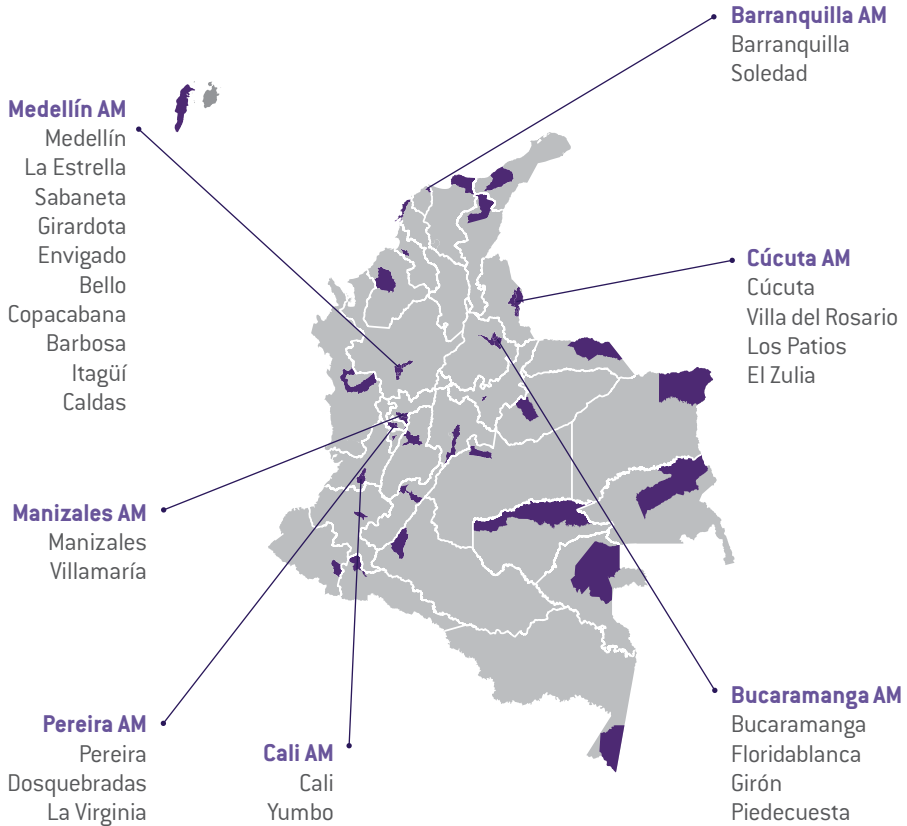 Barranquilla AM
Barranquilla
Soledad
Medellín AM
Medellín
La Estrella
Sabaneta
Girardota
Envigado
Bello
Copacabana
Barbosa
Itagüí
Caldas
Cúcuta AM
Cúcuta
Villa del Rosario
Los Patios
El Zulia
Manizales AM
Manizales
Villamaría
Pereira AM
Pereira
Dosquebradas
La Virginia
Cali AM
Cali
Yumbo
Bucaramanga AM
Bucaramanga
Floridablanca
Girón
Piedecuesta